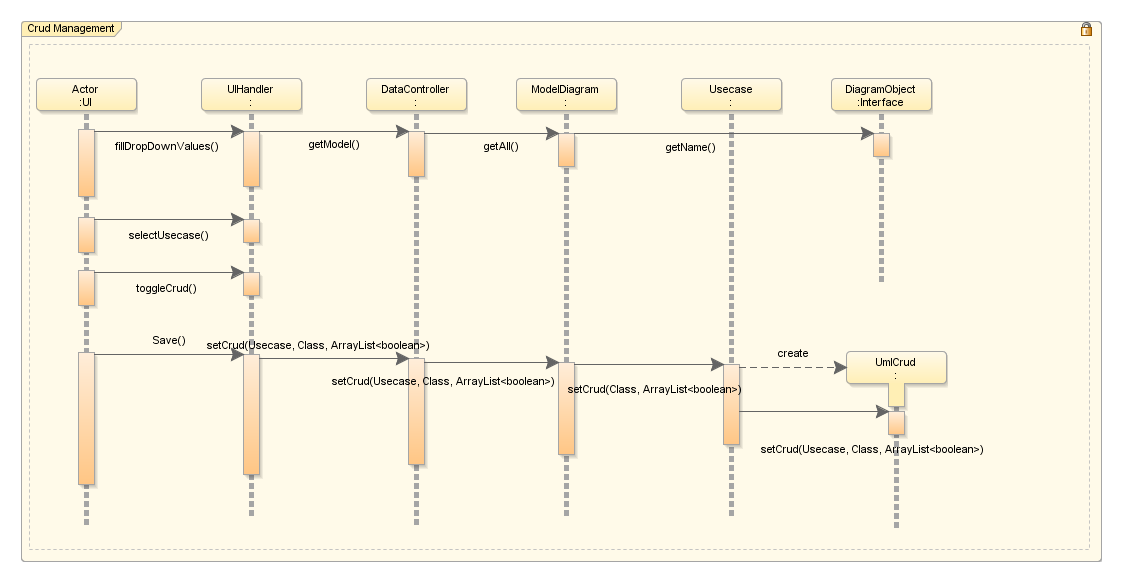 Crud Management
Actor
:UI
UIHandler
:
DataController
:
ModelDiagram
:
Usecase
:
DiagramObject
:Interface
fillDropDownValues()
getModel()
getAll()
getName()
selectUsecase()
toggleCrud()
Save()
setCrud(Usecase, Class, ArrayList<boolean>)
create
UmlCrud
:
setCrud(Usecase, Class, ArrayList<boolean>)
setCrud(Class, ArrayList<boolean>)
setCrud(Usecase, Class, ArrayList<boolean>)